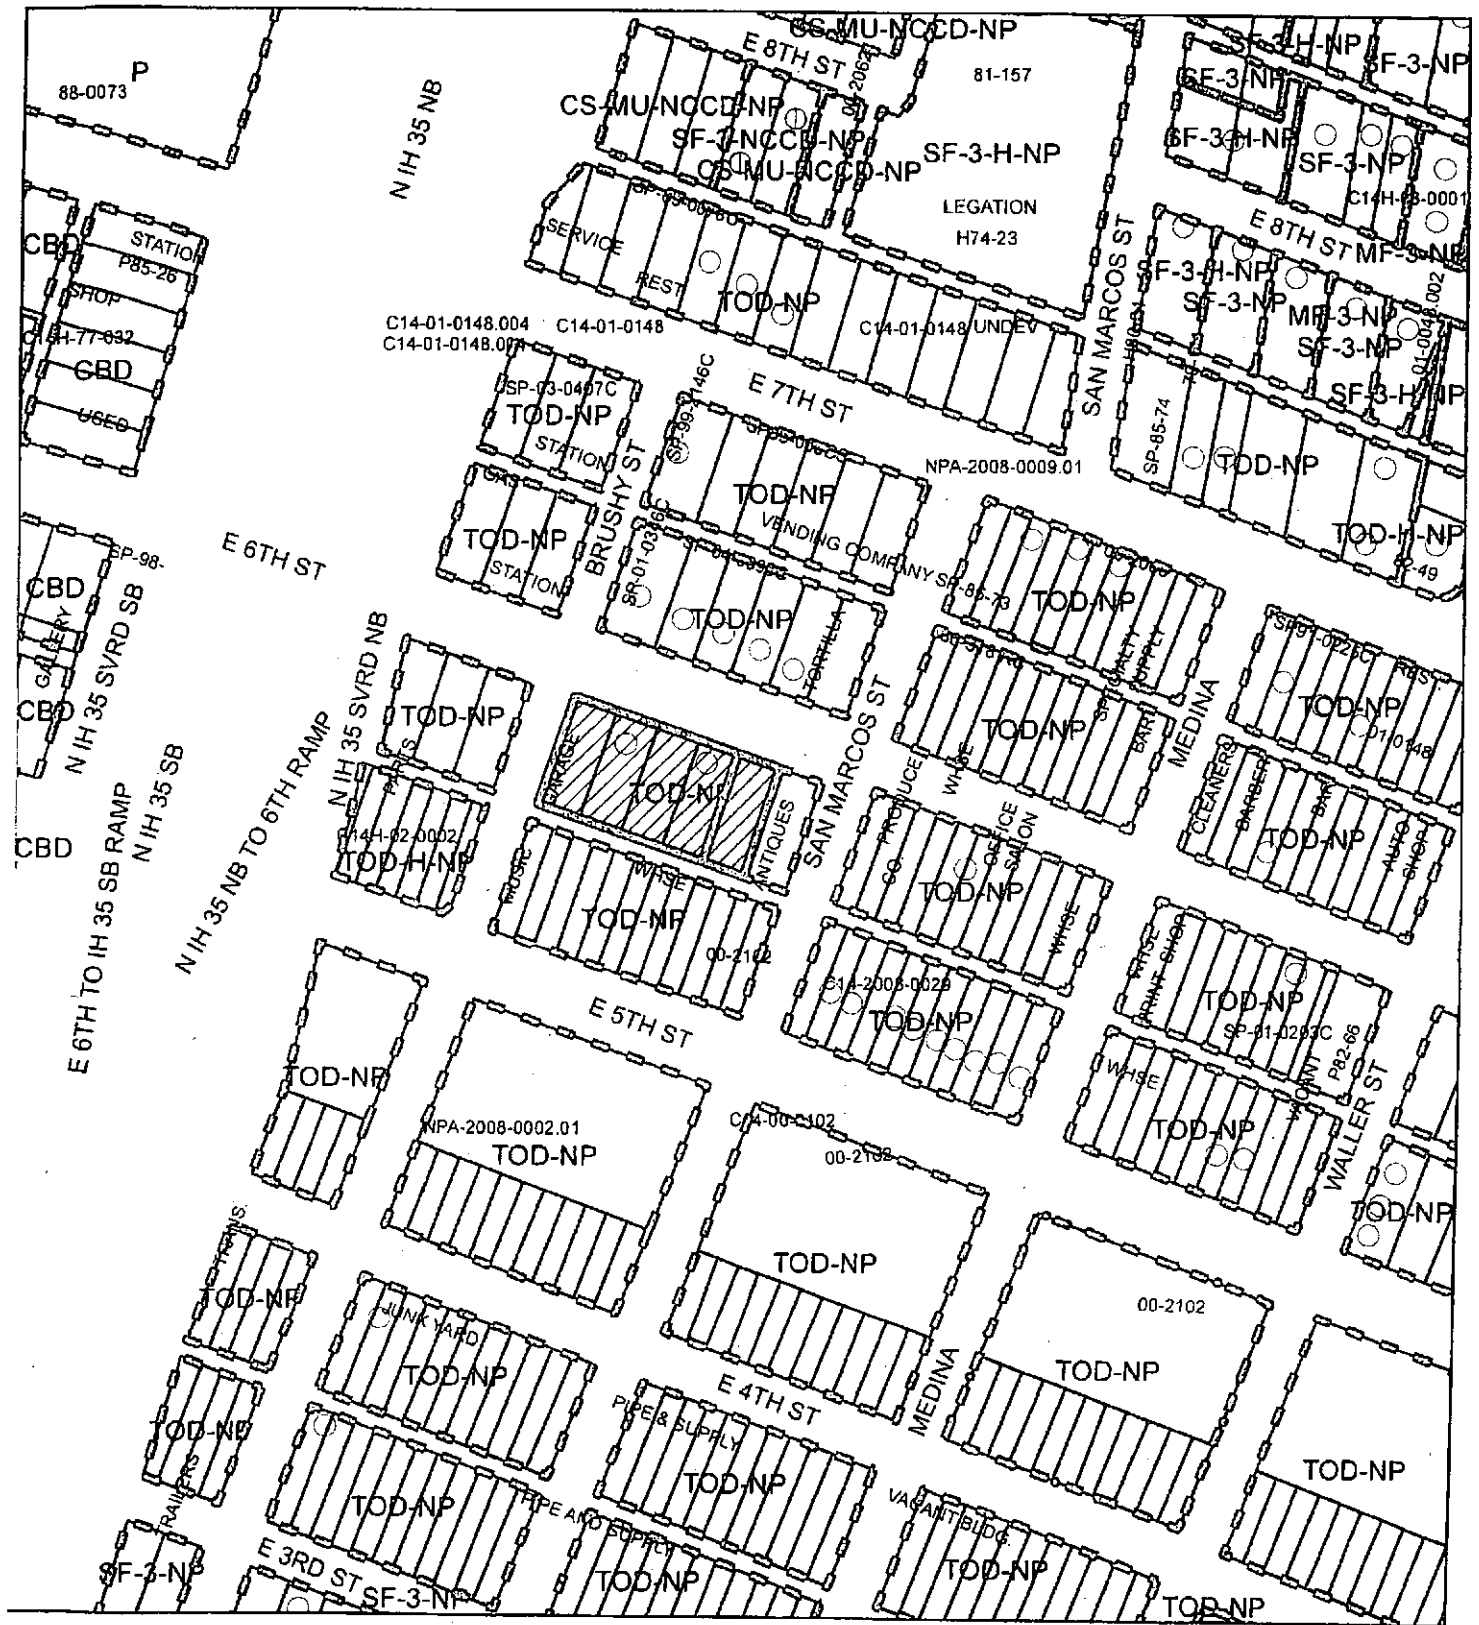 CS-MU-NCCD-NP
E 8TH ST
SF-3-H-NP
SF-3-NP
P
88-0073
N IH 35 NB
81-157
SF-3-NP
CS-MU-NCCD-NP
00-2062
SF-3-NCCD-NP
CS-MU-NCCD-NP
SF-3-H-NP
SF-3-H-NP
SF-3-NP
LEGATION
H74-23
SAN MARCOS ST
E 8TH ST
MF-3-NP
CBD
STATION
P85-26
SHOP
CBD
USED
SERVICE
REST
TOD-NP
C14-01-0148.004
C14-01-0148
C14-01-0148
UNDEV
SF-3-H-NP
SF-3-NP
MF-3-NP
SF-3-NP
SF-3-H-NP
SP-03-0407C
TOD-NP
STATION
E 7TH ST
SP-85-74
TOD-NP
NPA-2008-0009.01
GAS
TOD-NP
STATION
BRUSHY ST
TOD-NP
VENDING COMPANY
SP-86-73
TOD-H-NP
82-49
E 6TH ST
SP-98-
CBD
GALLERY
CBD
N IH 35 SVRD SB
N IH 35 SVRD NB
TOD-NP
TORTILLA
TOD-NP
SPECIALTY
SUPPLY
REST.
TOD-NP
01-0148
TOD-NP
PARTS
GARAGE
TOD-NP
ANTIQUES
SAN MARCOS ST
TOD-NP
BAR
MEDINA
CLEANERS
BARBER
BAR
TOD-NP
AUTO
SHOP
CBD
E 6TH TO IH 35 SB RAMP
N IH 35 SB
N IH 35 NB TO 6TH RAMP
C14H-02-0002
TOD-H-NP
MUSIC
WHSE
TOD-NP
00-2102
PRODUCE
CO.
WHSE
OFFICE
SALON
TOD-NP
WHSE
C14-2008-0029
TOD-NP
WHSE
PRINT SHOP
TOD-NP
SP-01-0293C
VACANT
P82-66
E 5TH ST
WHSE
TOD-NP
WALLER ST
TOD-NP
TOD-NP
NPA-2008-0002.01
TOD-NP
C14-00-2102
00-2102
TOD-NP
TRANS.
TOD-NP
JUNK YARD
TOD-NP
00-2102
TOD-NP
E 4TH ST
MEDINA
TOD-NP
TRAILERS
TOD-NP
PIPE AND SUPPLY
PIPE & SUPPLY
TOD-NP
VACANT BLDG.
TOD-NP
TOD-NP
SF-3-NP
E 3RD ST
SF-3-NP
TOD-NP
TOD-NP